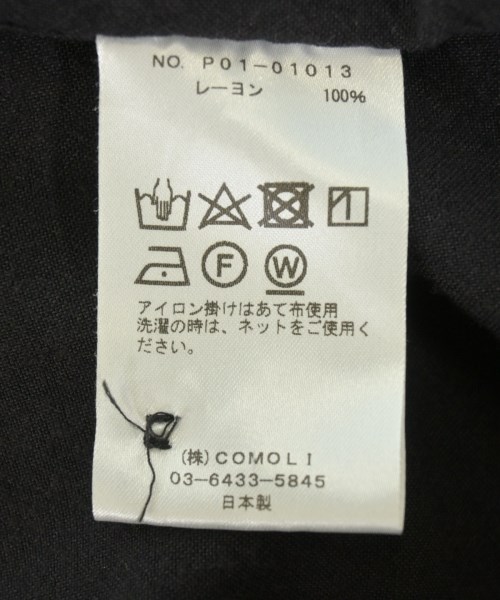 NO. P01-01013
レーヨン 100%
F W
アイロン掛けはあて布使用
洗濯の時は、ネットをご使用く
ださい。
(株)COMOLI
03-6433-5845
日本製